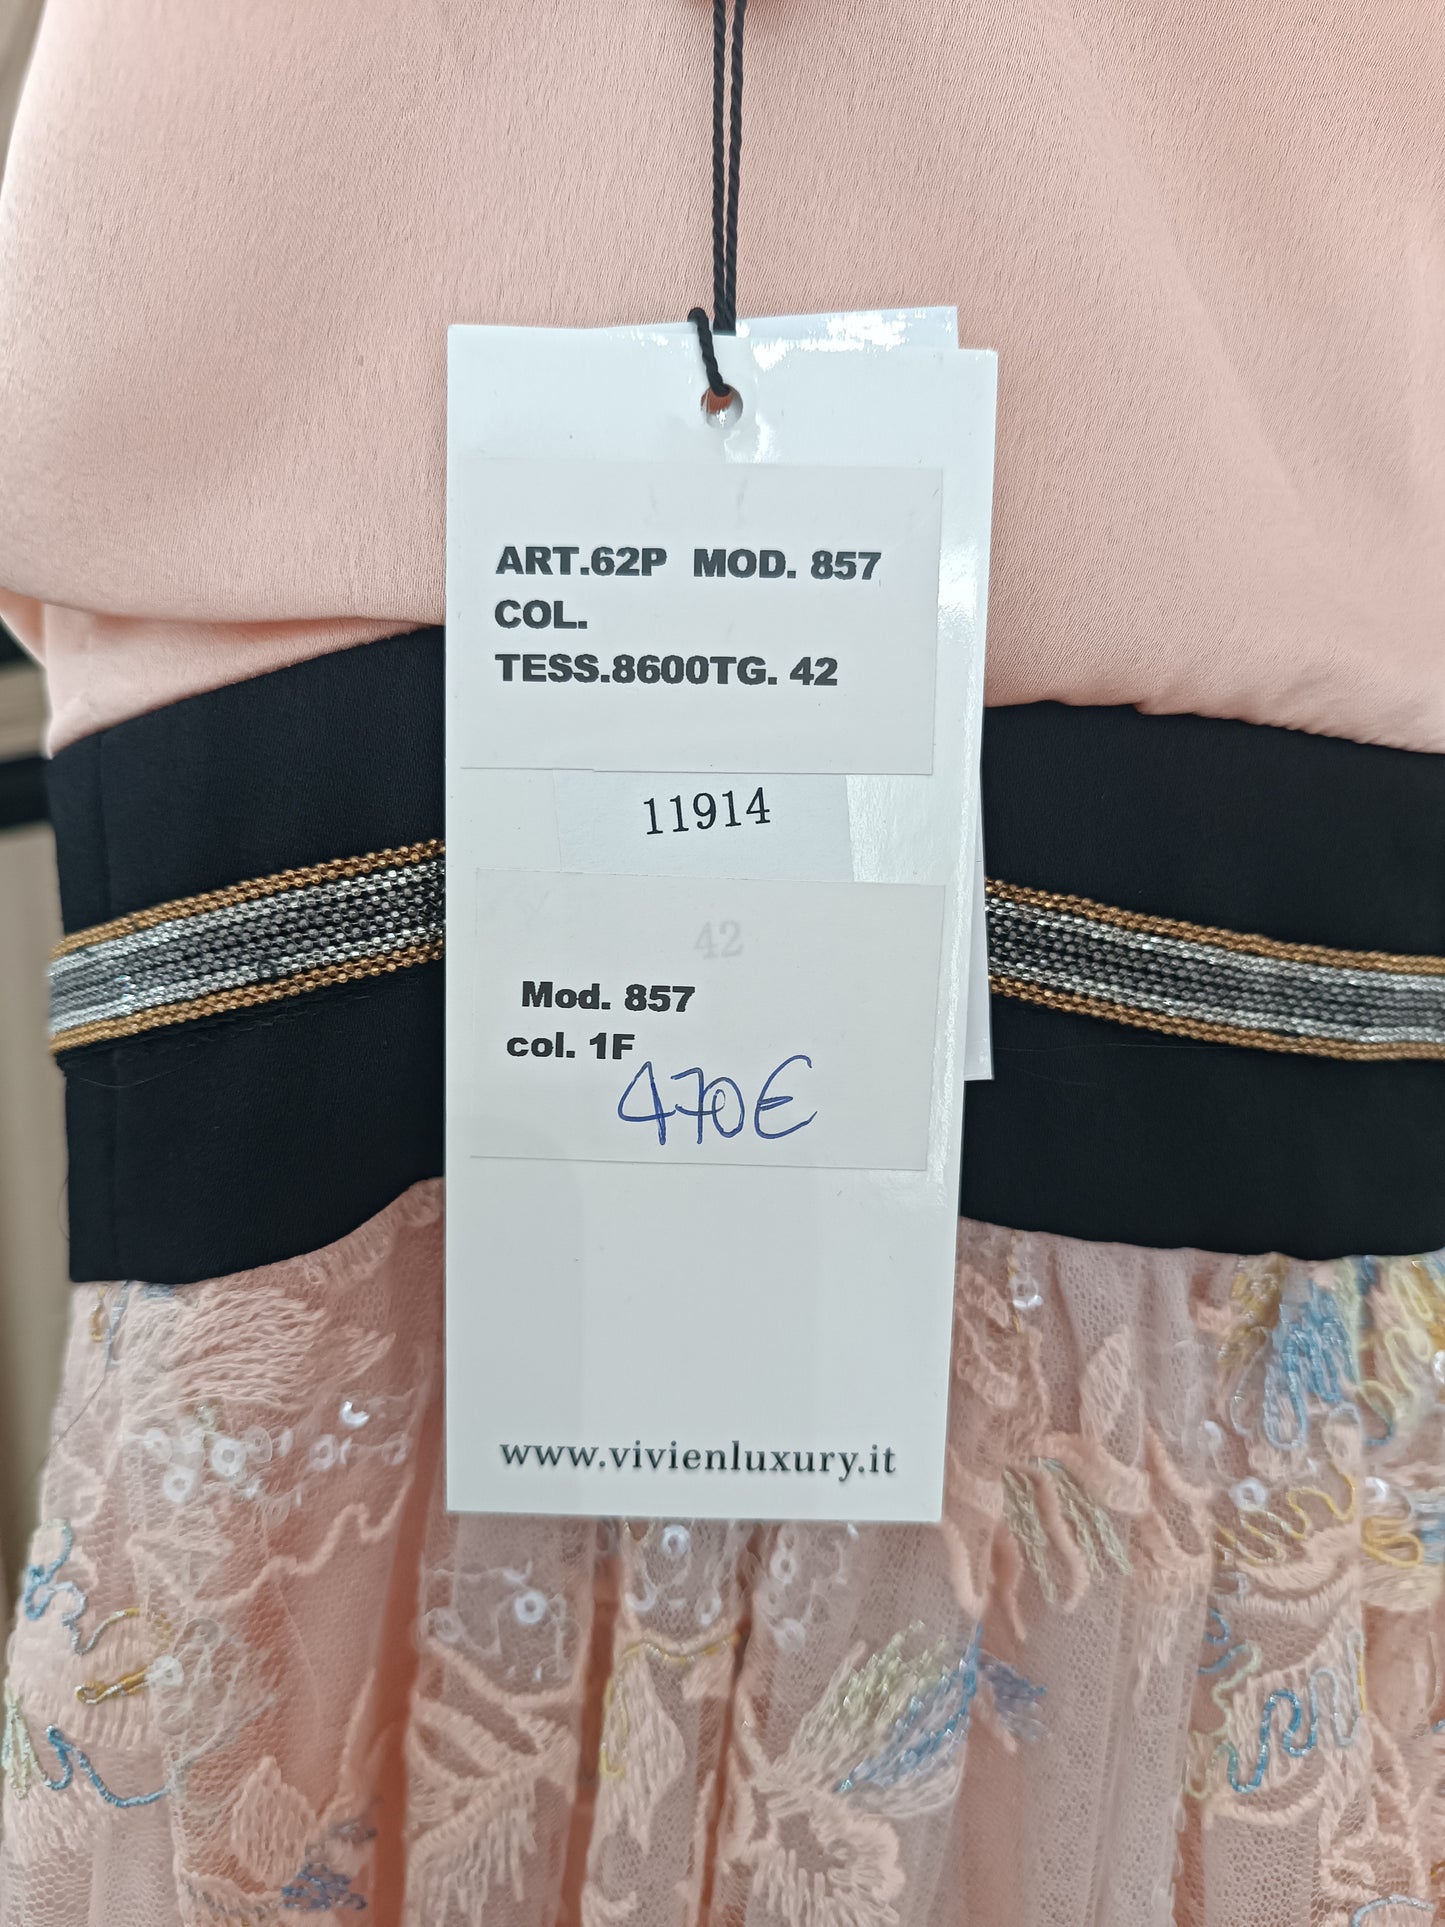 ART.62P MOD. 857
COL.
TESS.8600TG. 42
11914
42
Mod. 857
col. 1F
470€
www.vivienluxury.it